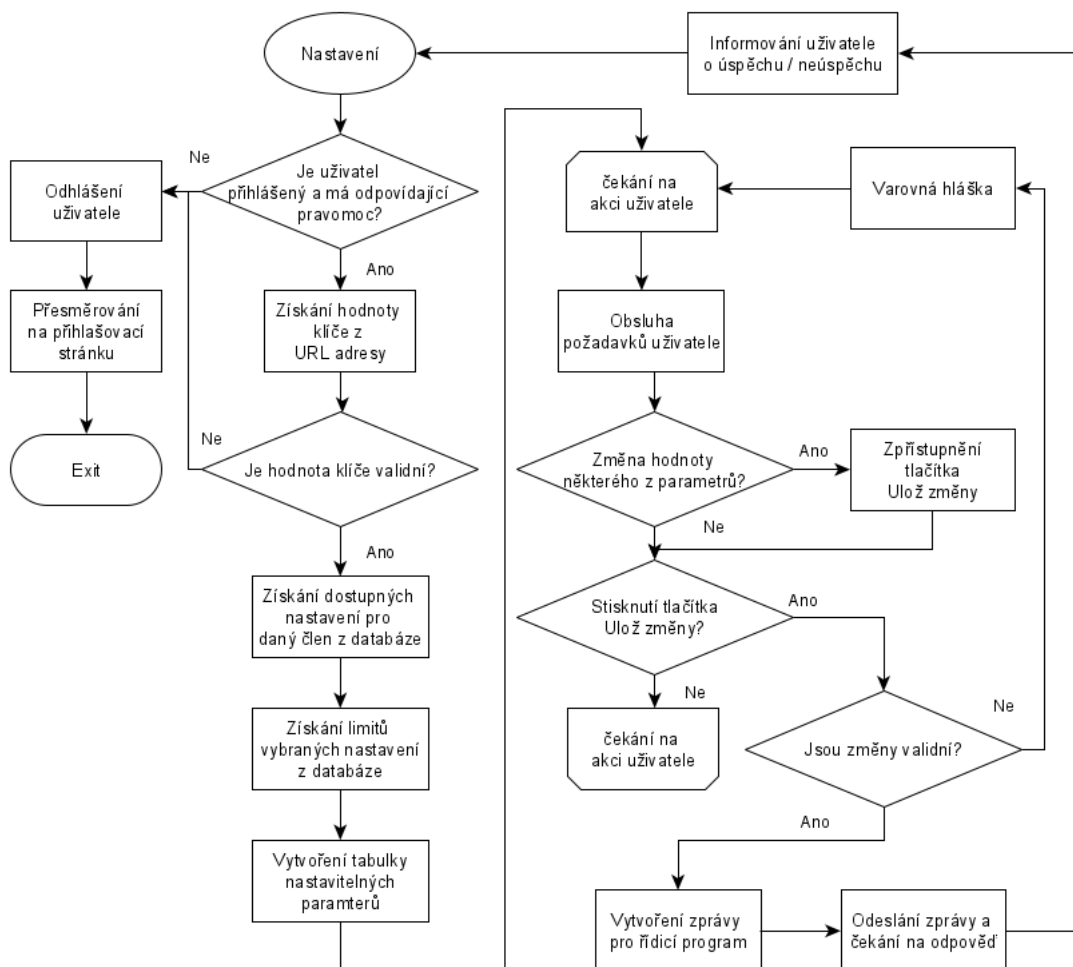 Nastavení
Informování uživatele
o úspěchu / neúspěchu
Ne
Je uživatel
přihlášený a má odpovídající
pravomoc?
Odhlášení
uživatele
čekání na
akci uživatele
Varovná hláška
Ano
Přesměrování
na přihlašovací
stránku
Získání hodnoty
klíče z
URL adresy
Obsluha
požadavků uživatele
Ne
Exit
Je hodnota klíče validní?
Změna hodnoty
některého z parametrů?
Ano
Zpřístupnění
tlačítka
Ulož změny
Ne
Ano
Získání dostupných
nastavení pro
daný člen z databáze
Stisknutí tlačítka
Ulož změny?
Ano
Ne
Ne
Získání limitů
vybraných nastavení
z databáze
čekání na
akci uživatele
Jsou změny validní?
Ano
Vytvoření tabulky
nastavitelných
paramterů
Vytvoření zprávy
pro řídicí program
Odeslání zprávy a
čekání na odpověď